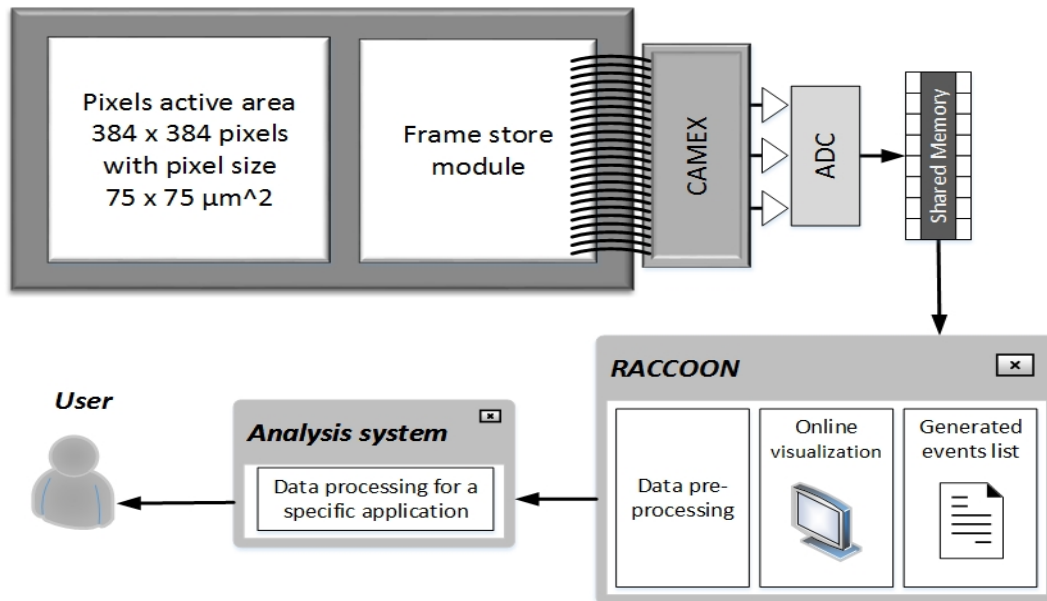 Pixels active area
384 x 384 pixels
with pixel size
75 x 75 µm^2
Frame store
module
CAMEX
ADC
Shared Memory
RACCOON
Data pre-
processing
Online
visualization
Generated
events list
Analysis system
Data processing for a
specific application
User